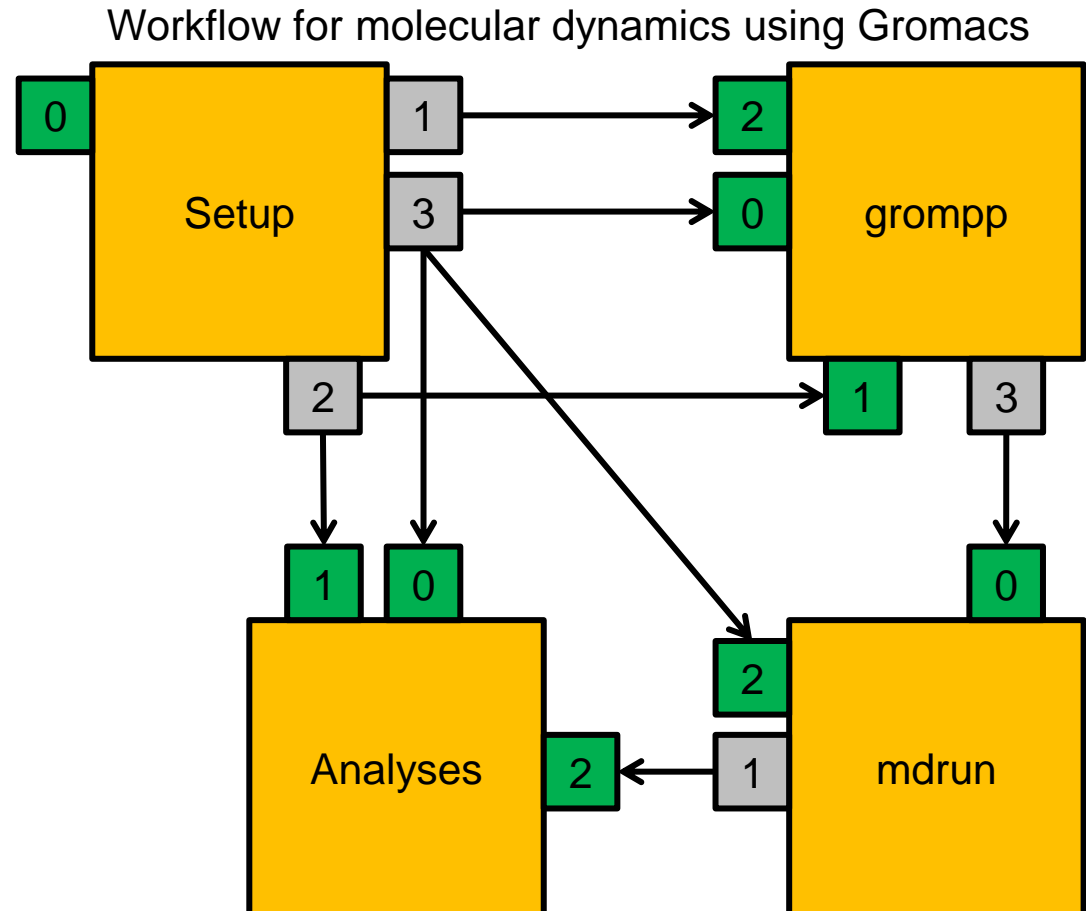 Workflow for molecular dynamics using Gromacs
0
Setup
1
3
2
2
0
grompp
1
3
1
0
Analyses
2
0
2
1
mdrun